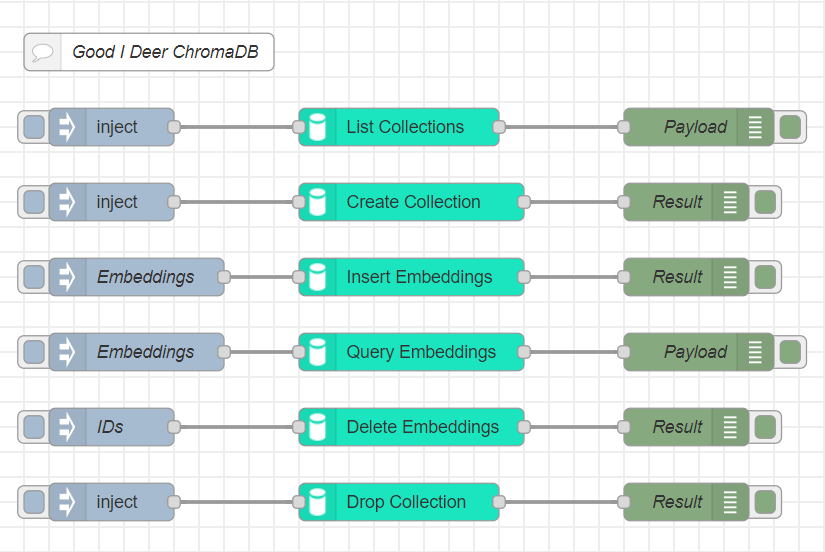 Good I Deer ChromaDB
inject List Collections Payload
inject Create Collection Result
Embeddings Insert Embeddings Result
Embeddings Query Embeddings Payload
IDs Delete Embeddings Result
inject Drop Collection Result